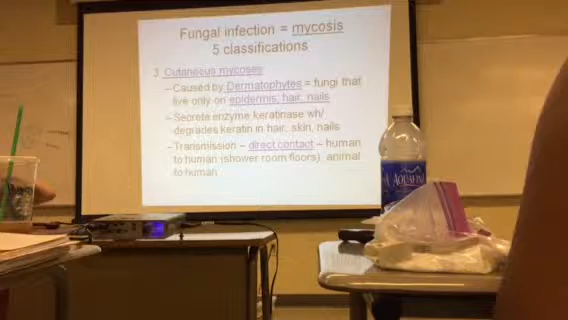 Fungal infection = mycosis
5 classifications
3. Cutaneous mycoses
– Caused by Dermatophytes = fungi that
live only on epidermis, hair, nails
– Secrete enzyme keratinase wh/
degrades keratin in hair, skin, nails
– Transmission – direct contact – human
to human (shower room floors), animal
to human
AQUAFINA